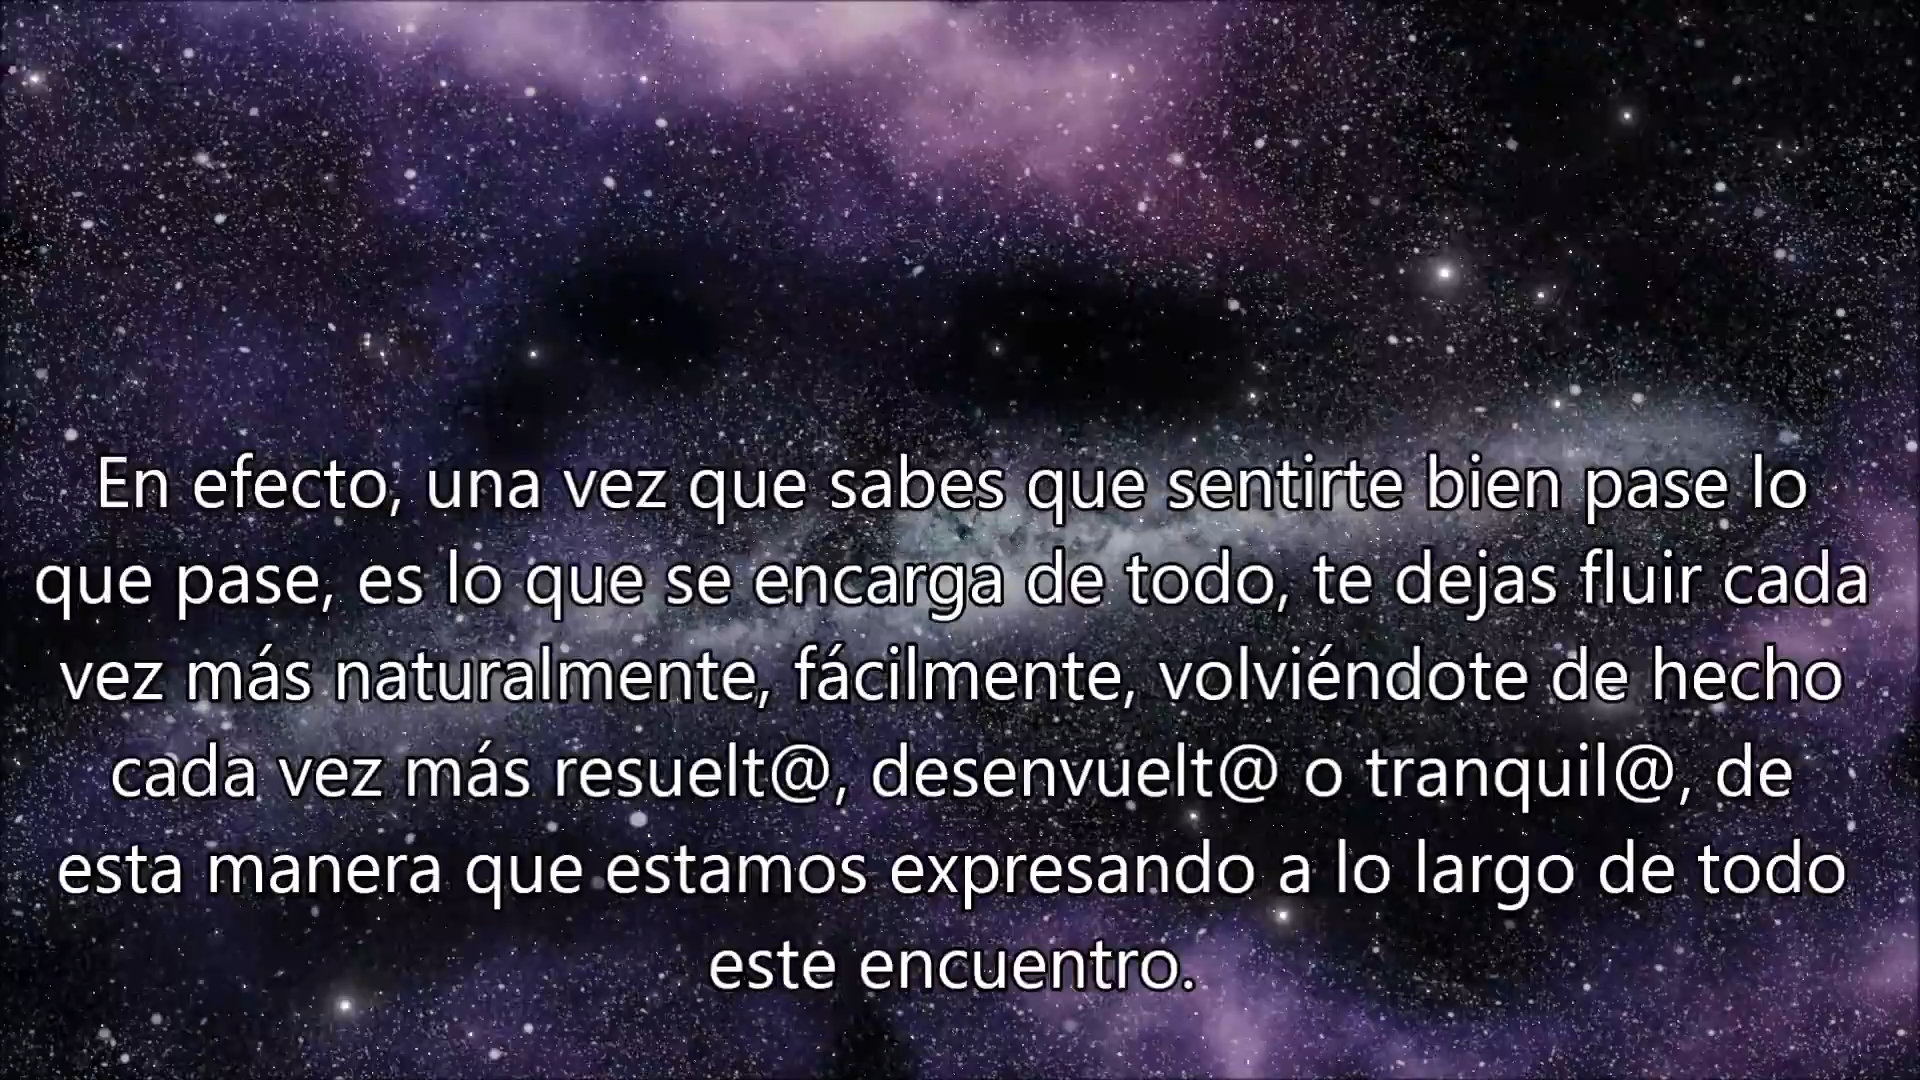 En efecto, una vez que sabes que sentirte bien pase lo
que pase, es lo que se encarga de todo, te dejas fluir cada
vez más naturalmente, fácilmente, volviéndote de hecho
cada vez más resuelt@, desenvuelt@ o tranquil@, de
esta manera que estamos expresando a lo largo de todo
este encuentro.